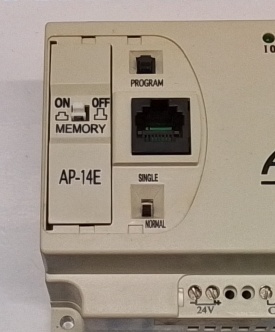 PROGRAM
ON OFF
MEMORY
AP-14E
SINGLE
NORMAL
24V